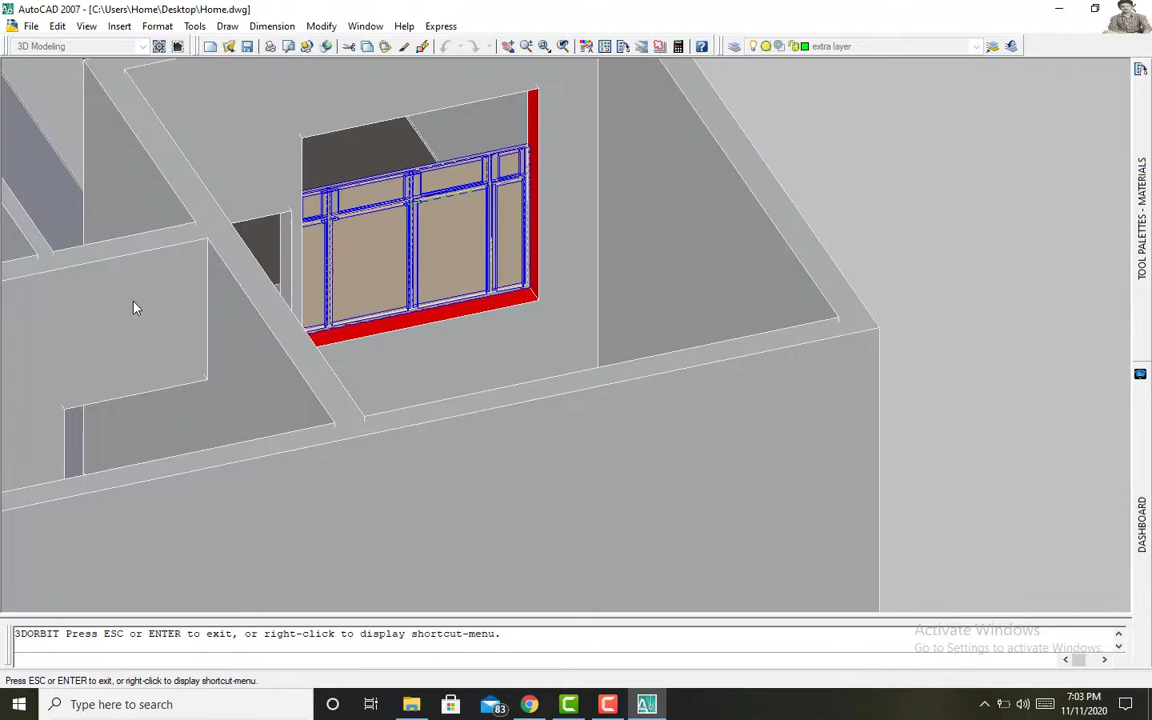 AutoCAD 2007 - [C:\Users\Home\Desktop\Home.dwg]
File Edit View Insert Format Tools Draw Dimension Modify Window Help Express
3D Modeling
extra layer
TOOL PALETTES - MATERIALS
DASHBOARD
3DORBIT Press ESC or ENTER to exit, or right-click to display shortcut-menu.
Activate Windows
Go to Settings to activate Windows.
Press ESC or ENTER to exit, or right-click to display shortcut-menu.
Type here to search
83
7:03 PM
11/11/2020